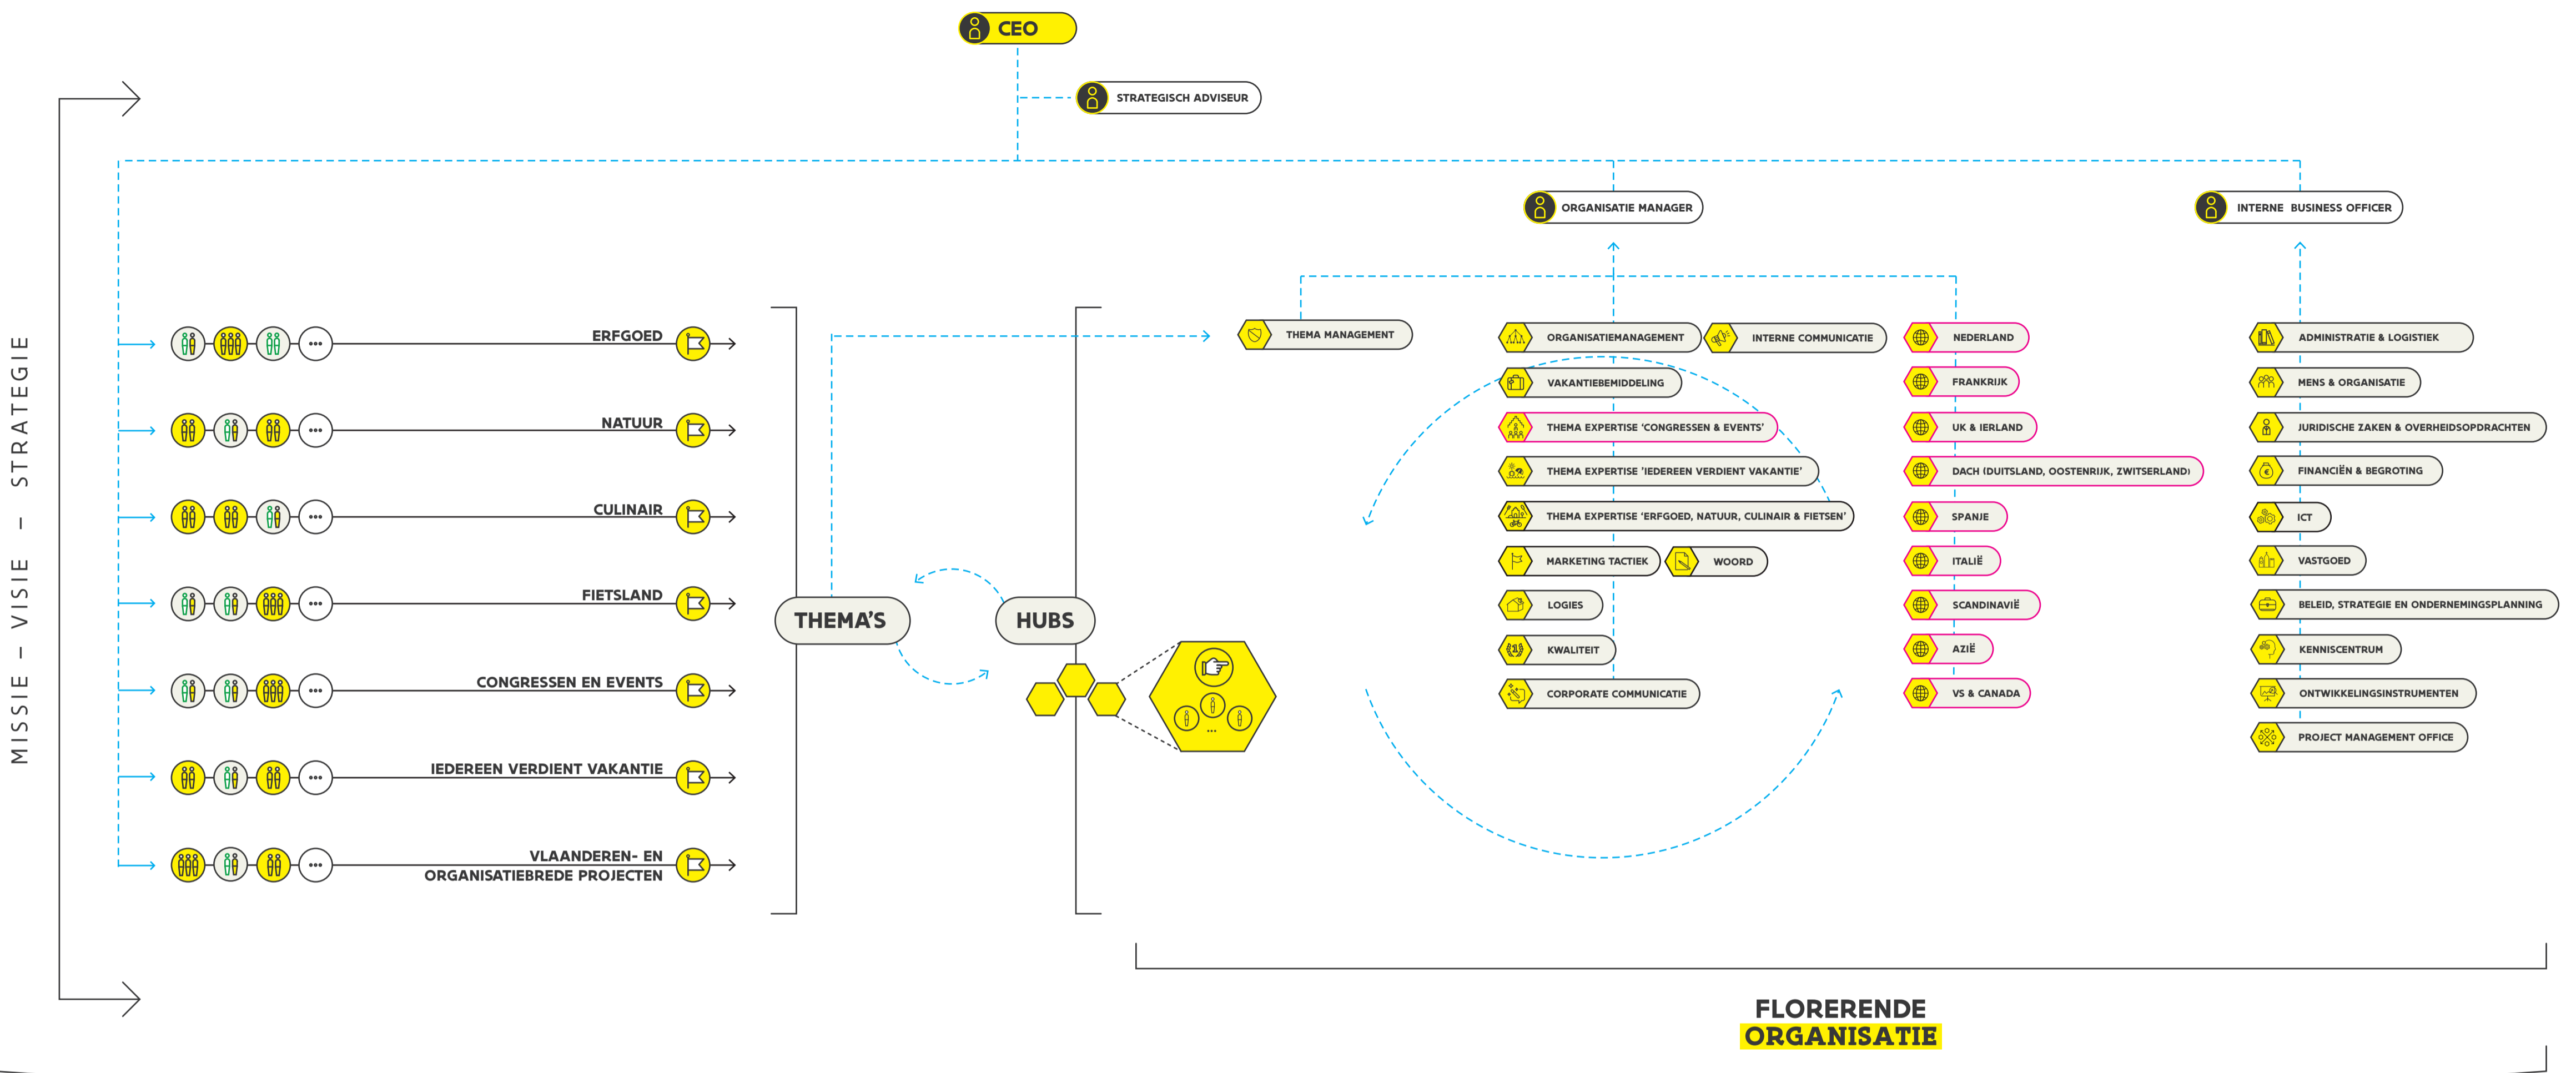 CEO
STRATEGISCH ADVISEUR
ORGANISATIE MANAGER
INTERNE BUSINESS OFFICER
MISSIE – VISIE – STRATEGIE
ERFGOED
NATUUR
CULINAIR
FIETSLAND
CONGRESSEN EN EVENTS
IEDEREEN VERDIENT VAKANTIE
VLAANDEREN- EN
ORGANISATIEBREDE PROJECTEN
THEMA'S
HUBS
THEMA MANAGEMENT
ORGANISATIEMANAGEMENT
INTERNE COMMUNICATIE
VAKANTIEBEMIDDELING
THEMA EXPERTISE ‘CONGRESSEN & EVENTS’
THEMA EXPERTISE ’IEDEREEN VERDIENT VAKANTIE’
THEMA EXPERTISE ‘ERFGOED, NATUUR, CULINAIR & FIETSEN’
MARKETING TACTIEK
WOORD
LOGIES
KWALITEIT
CORPORATE COMMUNICATIE
NEDERLAND
FRANKRIJK
UK & IERLAND
DACH (DUITSLAND, OOSTENRIJK, ZWITSERLAND)
SPANJE
ITALIË
SCANDINAVIË
AZIË
VS & CANADA
ADMINISTRATIE & LOGISTIEK
MENS & ORGANISATIE
JURIDISCHE ZAKEN & OVERHEIDSOPDRACHTEN
FINANCIËN & BEGROTING
ICT
VASTGOED
BELEID, STRATEGIE EN ONDERNEMINGSPLANNING
KENNISCENTRUM
ONTWIKKELINGSINSTRUMENTEN
PROJECT MANAGEMENT OFFICE
FLORERENDE
ORGANISATIE